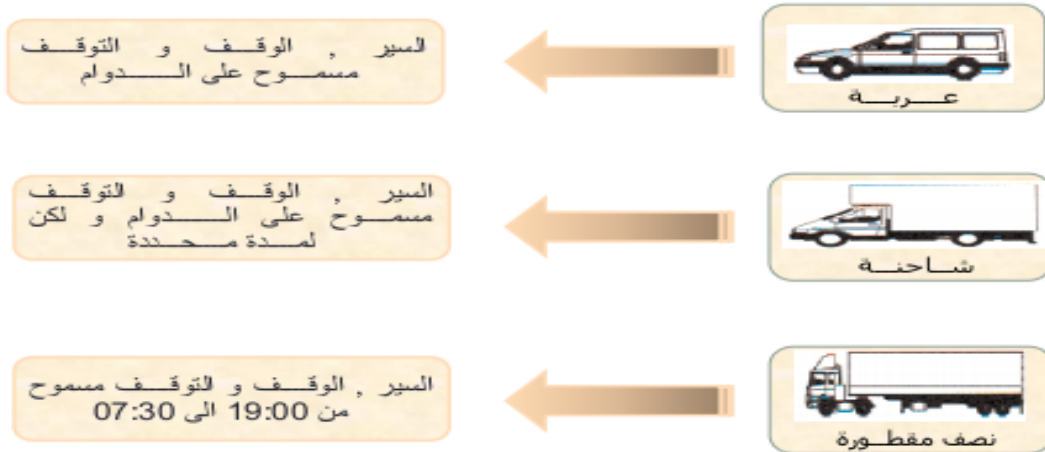 عربة
السير , الوقف و التوقف
مسموح على الدوام
شاحنة
السير , الوقف و التوقف
مسموح على الدوام و لكن
لمدة محددة
نصف مقطورة
السير , الوقف و التوقف مسموح
من 19:00 الى 07:30